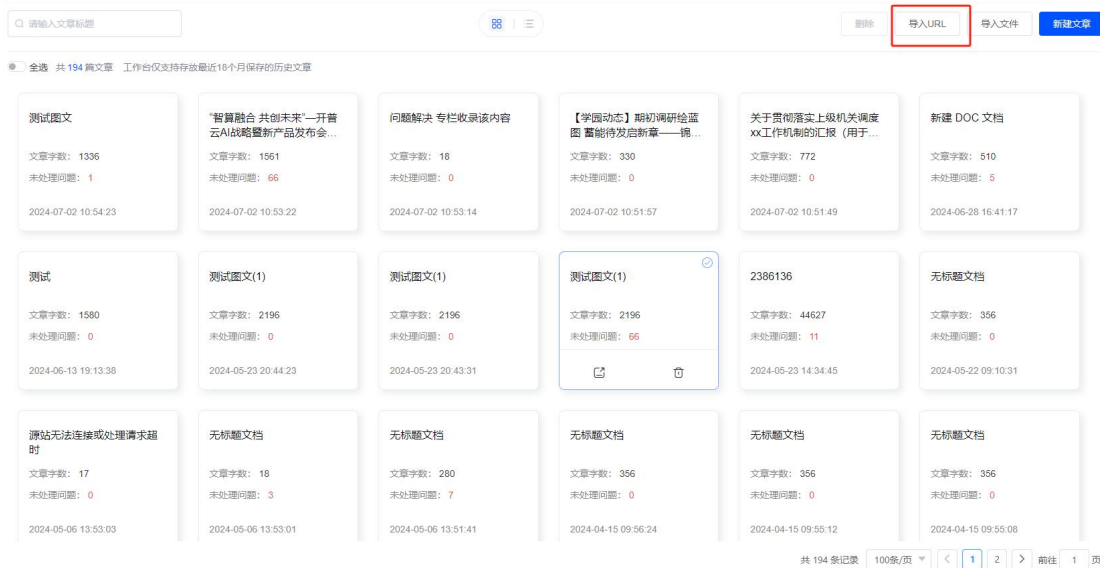 请输入文章标题
删除 导入URL 导入文件 新建文章
全选 共 194 篇文章 工作台仅支持存放最近18个月保存的历史文章
测试图文
文章字数： 1336
未处理问题： 1
2024-07-02 10:54:23
“智算融合 共创未来”—开普
云AI战略暨新产品发布会...
文章字数： 1561
未处理问题： 66
2024-07-02 10:53:22
问题解决 专栏收录该内容
文章字数： 18
未处理问题： 0
2024-07-02 10:53:14
【学园动态】期初调研绘蓝
图 蓄能待发启新章——锦...
文章字数： 330
未处理问题： 0
2024-07-02 10:51:57
关于贯彻落实上级机关调度
xx工作机制的汇报（用于...
文章字数： 772
未处理问题： 0
2024-07-02 10:51:49
新建 DOC 文档
文章字数： 510
未处理问题： 5
2024-06-28 16:41:17
测试
文章字数： 1580
未处理问题： 0
2024-06-13 19:13:38
测试图文(1)
文章字数： 2196
未处理问题： 0
2024-05-23 20:44:23
测试图文(1)
文章字数： 2196
未处理问题： 0
2024-05-23 20:43:31
测试图文(1)
文章字数： 2196
未处理问题： 66
2386136
文章字数： 44627
未处理问题： 11
2024-05-23 14:34:45
无标题文档
文章字数： 356
未处理问题： 0
2024-05-22 09:10:31
源站无法连接或处理请求超
时
文章字数： 17
未处理问题： 0
2024-05-06 13:53:03
无标题文档
文章字数： 18
未处理问题： 3
2024-05-06 13:53:01
无标题文档
文章字数： 280
未处理问题： 7
2024-05-06 13:51:41
无标题文档
文章字数： 356
未处理问题： 0
2024-04-15 09:56:24
无标题文档
文章字数： 356
未处理问题： 0
2024-04-15 09:55:12
无标题文档
文章字数： 356
未处理问题： 0
2024-04-15 09:55:08
共 194 条记录 100条/页 1 2 前往 1 页